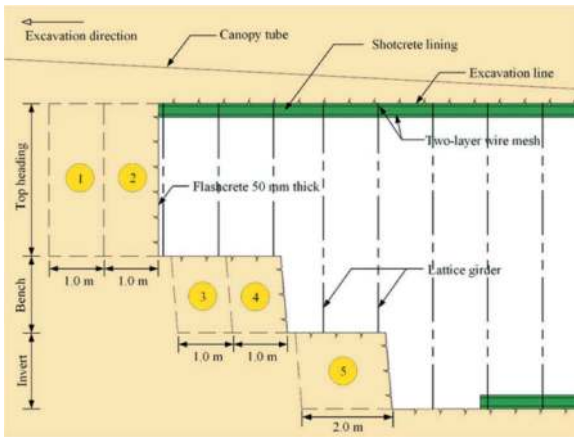 Excavation direction
Canopy tube
Shotcrete lining
Excavation line
Two-layer wire mesh
Top heading
1
2
Flashcrete 50 mm thick
1.0 m
1.0 m
Bench
3
4
Lattice girder
1.0 m
1.0 m
Invert
5
2.0 m